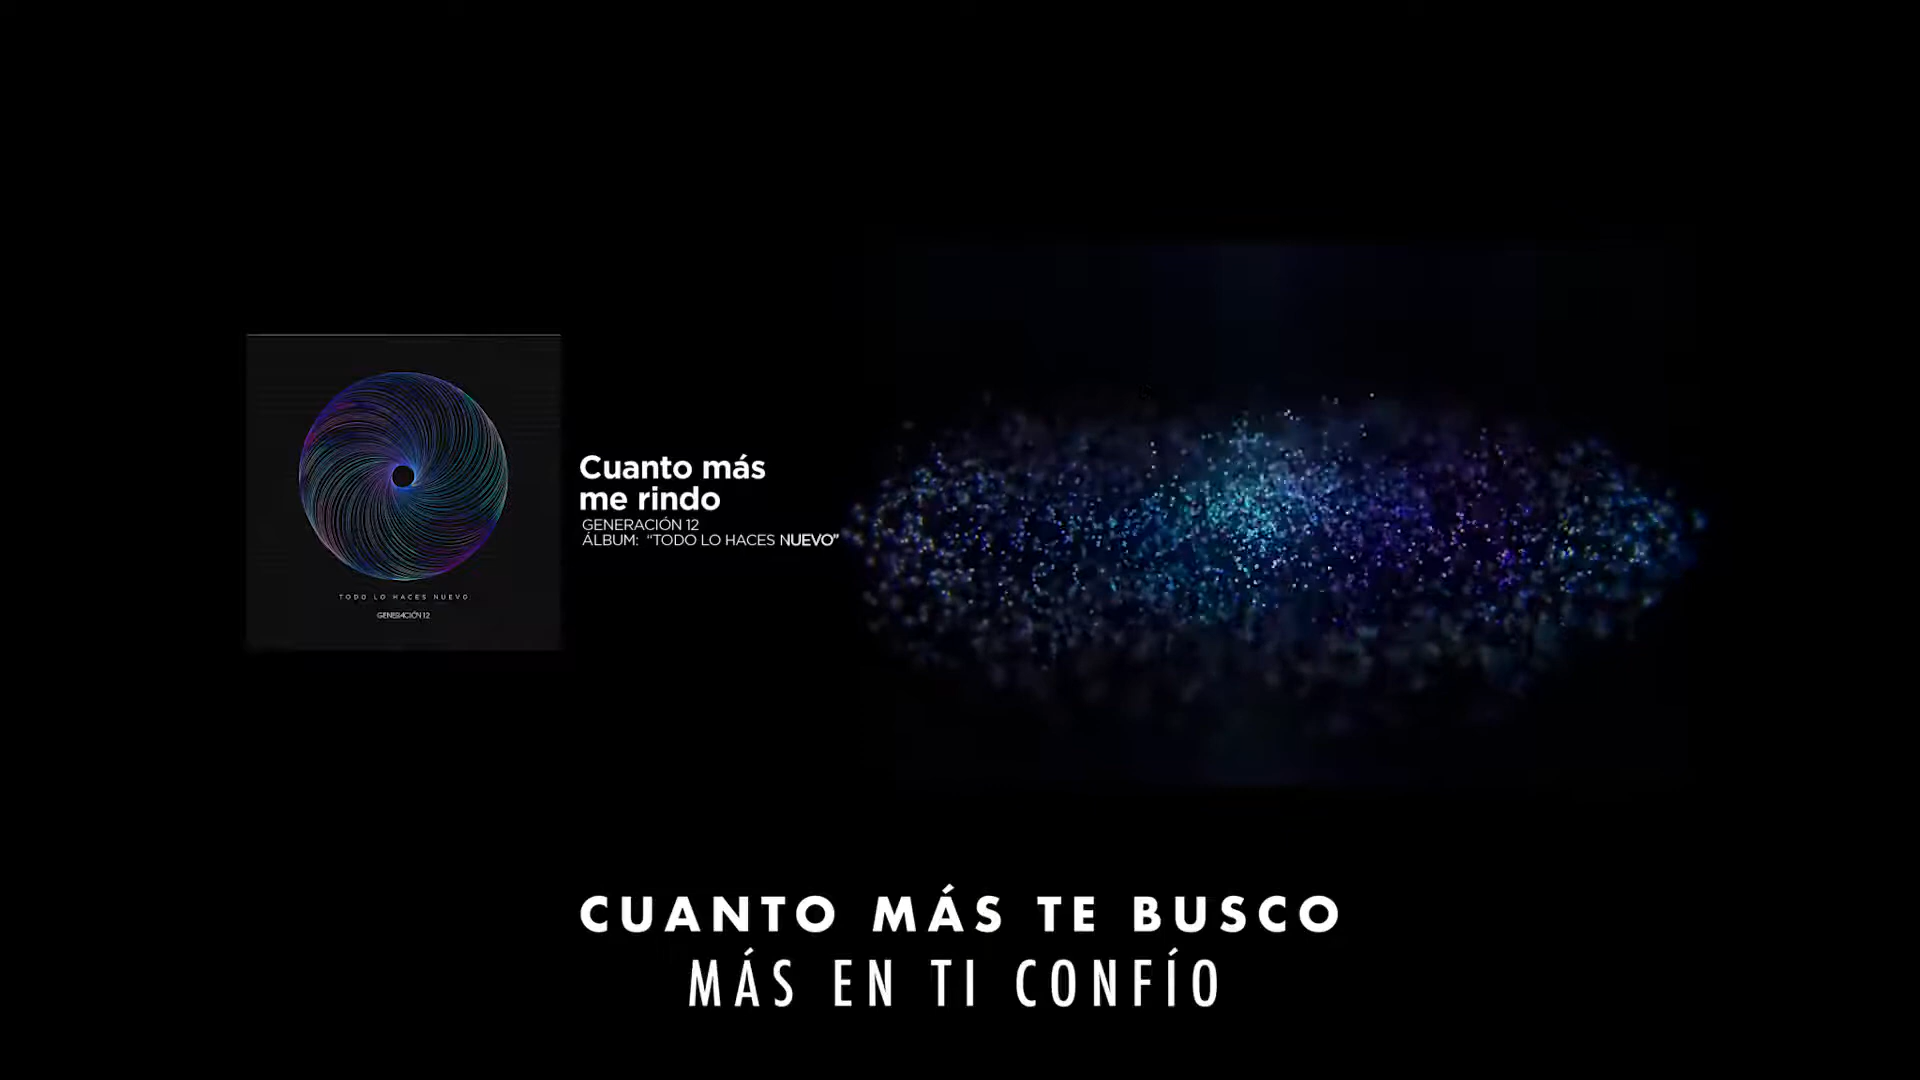 TODO LO HACES NUEVO
GENERACIÓN 12
Cuanto más
me rindo
GENERACIÓN 12
ÁLBUM: “TODO LO HACES NUEVO”
CUANTO MÁS TE BUSCO
MÁS EN TI CONFÍO